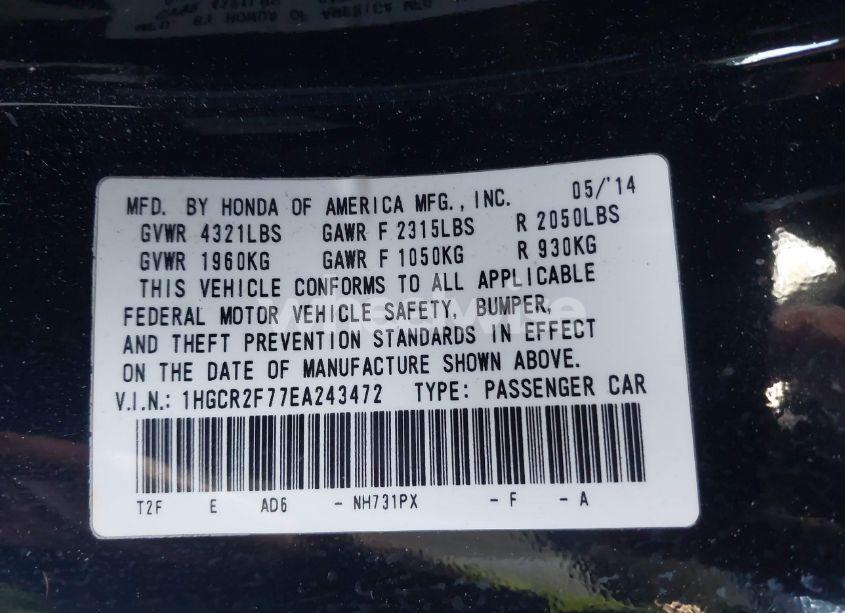 MFD. BY HONDA OF AMERICA MFG., INC. 05/'14
GVWR 4321LBS GAWR F 2315LBS R 2050LBS
GVWR 1960KG GAWR F 1050KG R 930KG
THIS VEHICLE CONFORMS TO ALL APPLICABLE
FEDERAL MOTOR VEHICLE SAFETY, BUMPER,
AND THEFT PREVENTION STANDARDS IN EFFECT
ON THE DATE OF MANUFACTURE SHOWN ABOVE.
V.I.N.: 1HGCR2F77EA243472 TYPE: PASSENGER CAR
T2F E AD6 - NH731PX - F - A